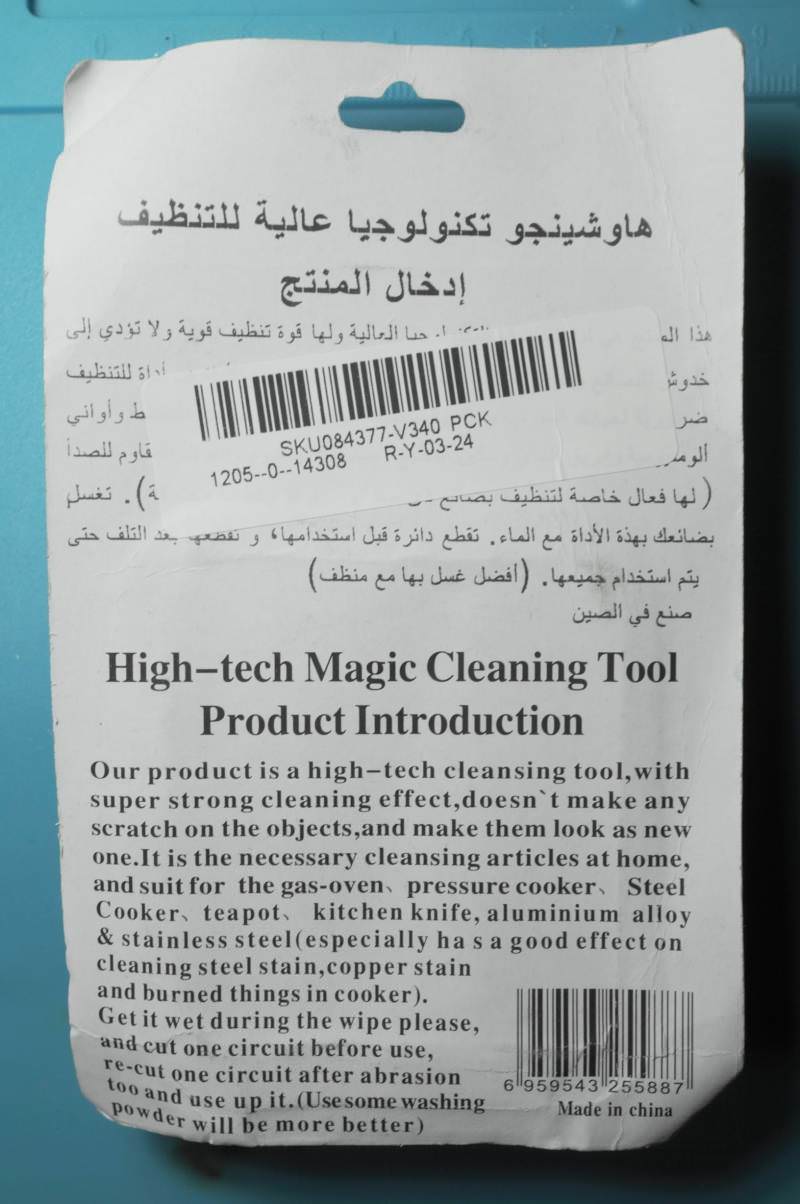 هاوشينجو تكنولوجيا عالية للتنظيف
إدخال المنتج
هذا العالية ولها قوة تنظيف قوية ولا تؤدي إلى
خدوش أداة للتنظيف
وأواني
للصدأ
(لها فعال خاصة لتنظيف بضائع ). تغسل
بضائعك بهذة الأداة مع الماء. تقطع دائرة قبل استخدامها، و تقطعها بعد التلف حتى
يتم استخدام جميعها. (أفضل غسل بها مع منظف)
صنع في الصين
SKU084377-V340 PCK
1205--0--14308 R-Y-03-24
High-tech Magic Cleaning Tool
Product Introduction
Our product is a high-tech cleansing tool,with
super strong cleaning effect,doesn`t make any
scratch on the objects,and make them look as new
one.It is the necessary cleansing articles at home,
and suit for the gas-oven、pressure cooker、 Steel
Cooker、teapot、 kitchen knife, aluminium alloy
& stainless steel(especially ha s a good effect on
cleaning steel stain,copper stain
and burned things in cooker).
Get it wet during the wipe please,
and cut one circuit before use,
re-cut one circuit after abrasion
too and use up it.(Use some washing
powder will be more better)
6 959543 255887
Made in china